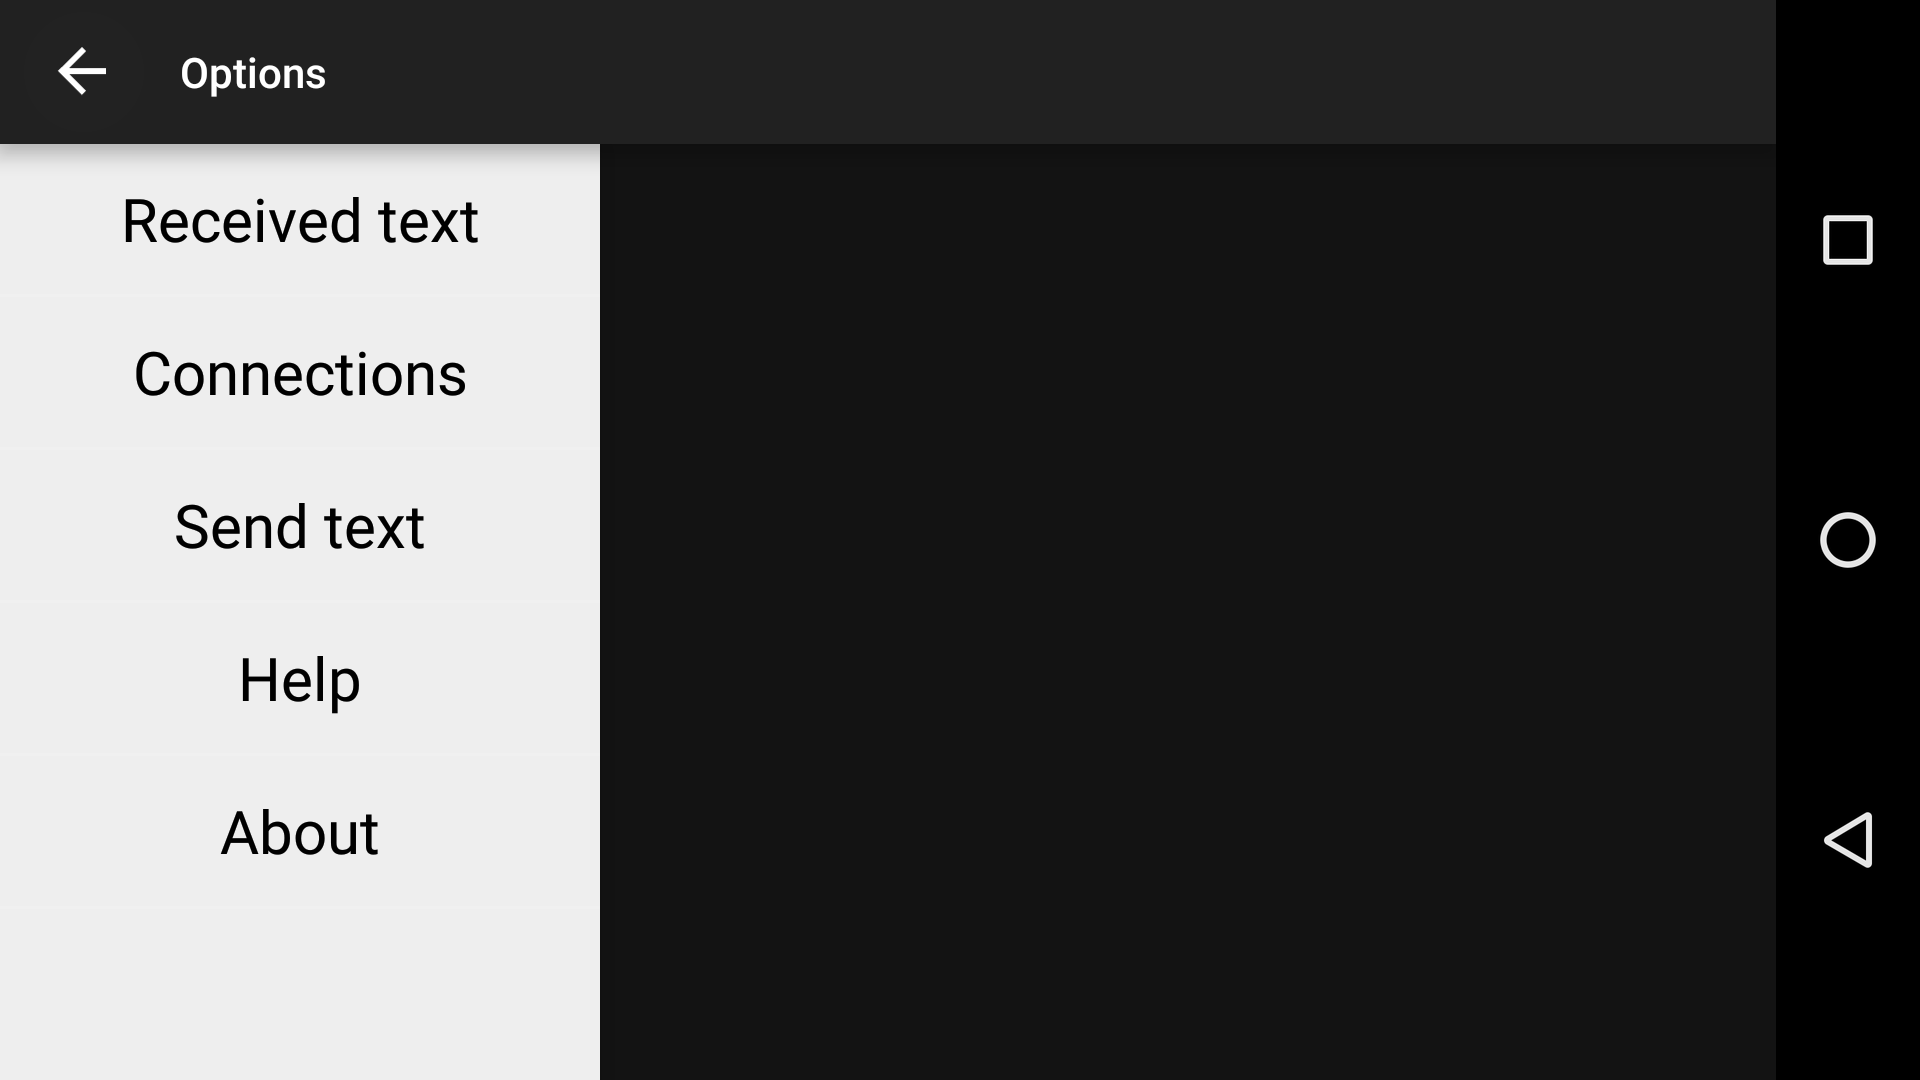 Options
Received text
Connections
Send text
Help
About